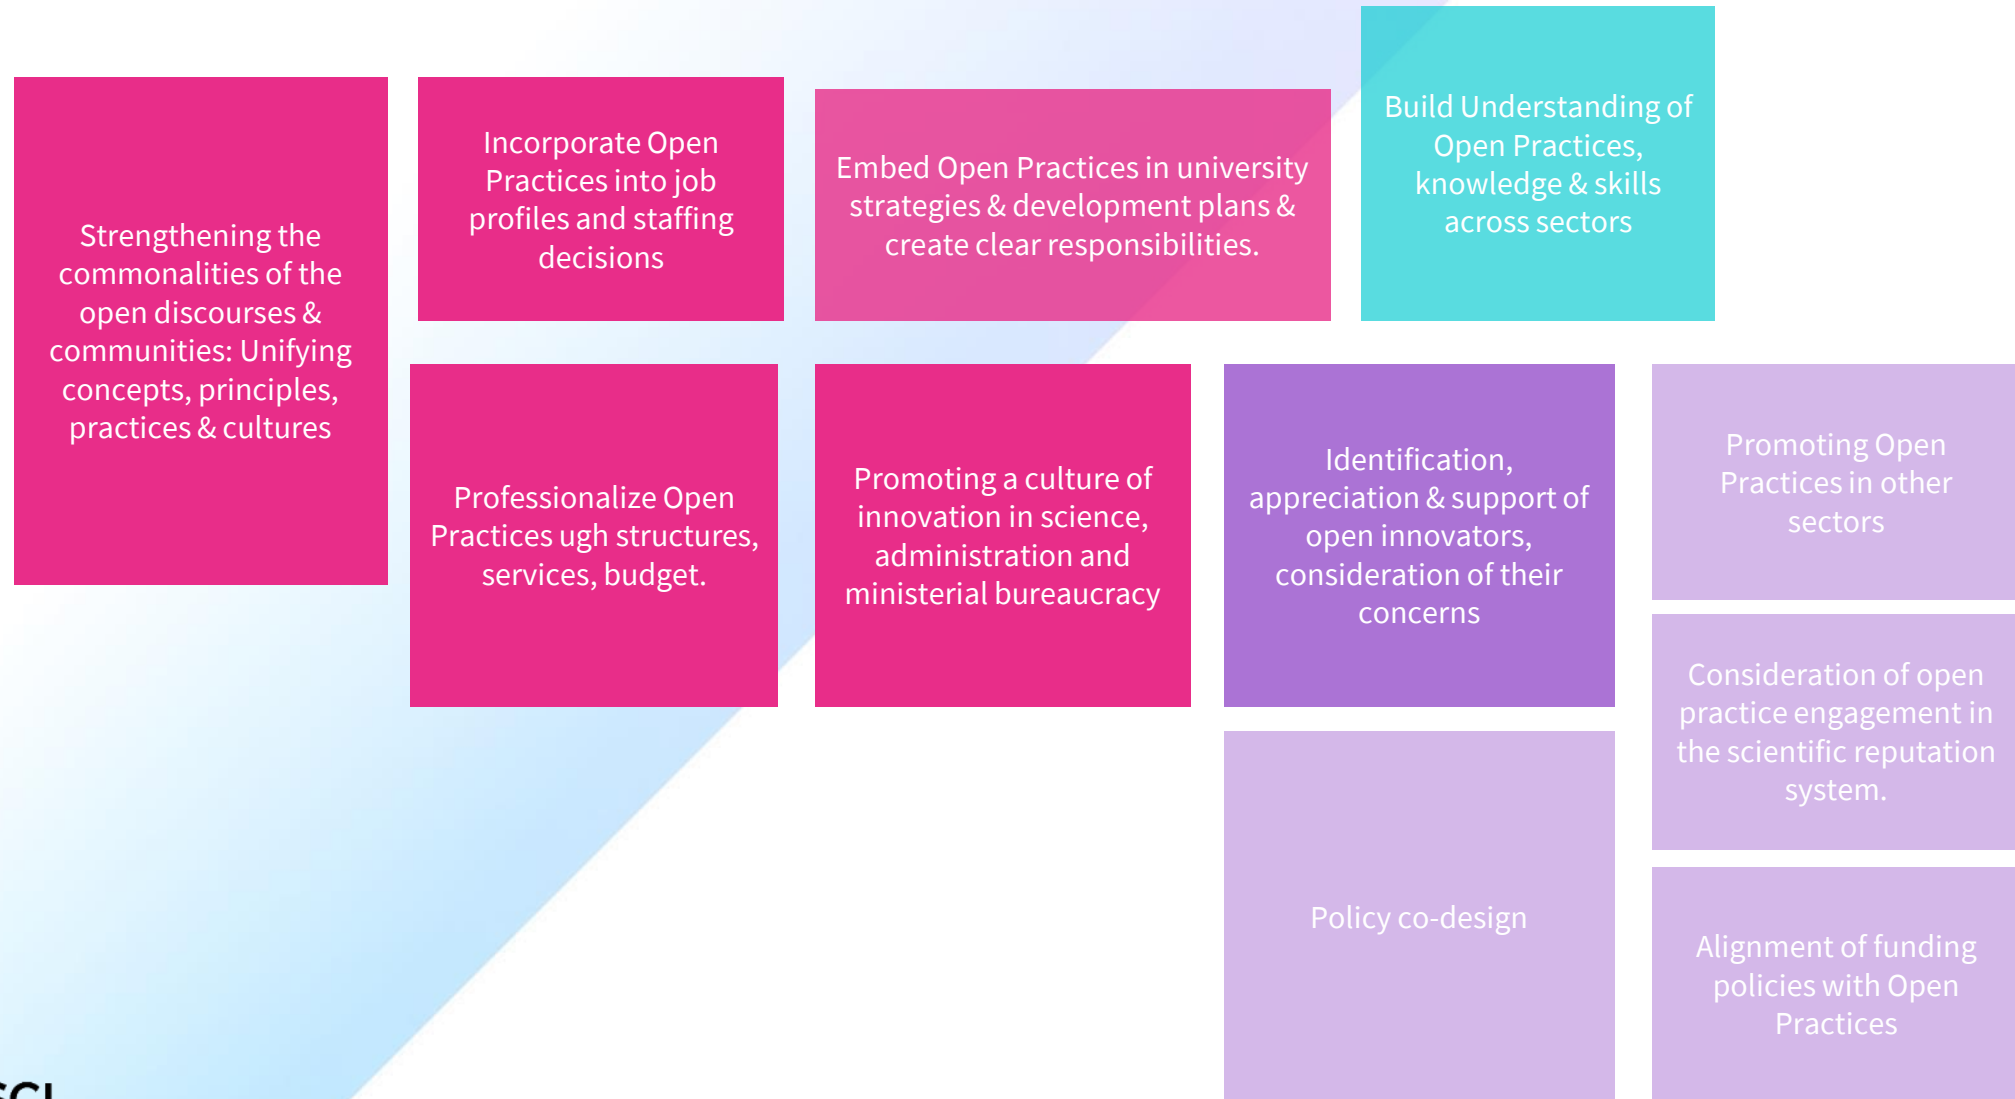 Strengthening the
commonalities of the
open discourses &
communities: Unifying
concepts, principles,
practices & cultures
Incorporate Open
Practices into job
profiles and staffing
decisions
Embed Open Practices in university
strategies & development plans &
create clear responsibilities.
Build Understanding of
Open Practices,
knowledge & skills
across sectors
Professionalize Open
Practices ugh structures,
services, budget.
Promoting a culture of
innovation in science,
administration and
ministerial bureaucracy
Identification,
appreciation & support of
open innovators,
consideration of their
concerns
Promoting Open
Practices in other
sectors
Consideration of open
practice engagement in
the scientific reputation
system.
Policy co-design
Alignment of funding
policies with Open
Practices